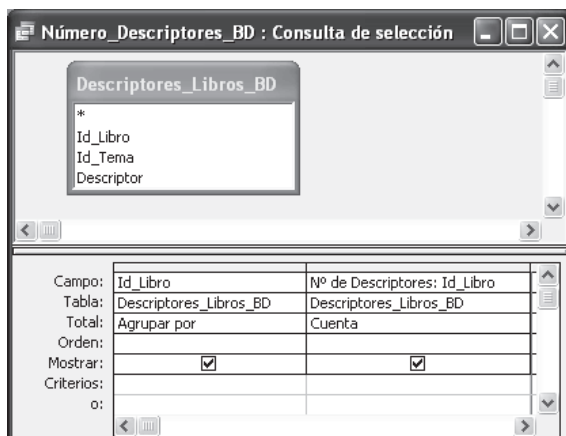 Número_Descriptores_BD : Consulta de selección
Descriptores_Libros_BD
*
Id_Libro
Id_Tema
Descriptor
Campo: Id_Libro Nº de Descriptores: Id_Libro
Tabla: Descriptores_Libros_BD Descriptores_Libros_BD
Total: Agrupar por Cuenta
Orden:
Mostrar:
Criterios:
o: